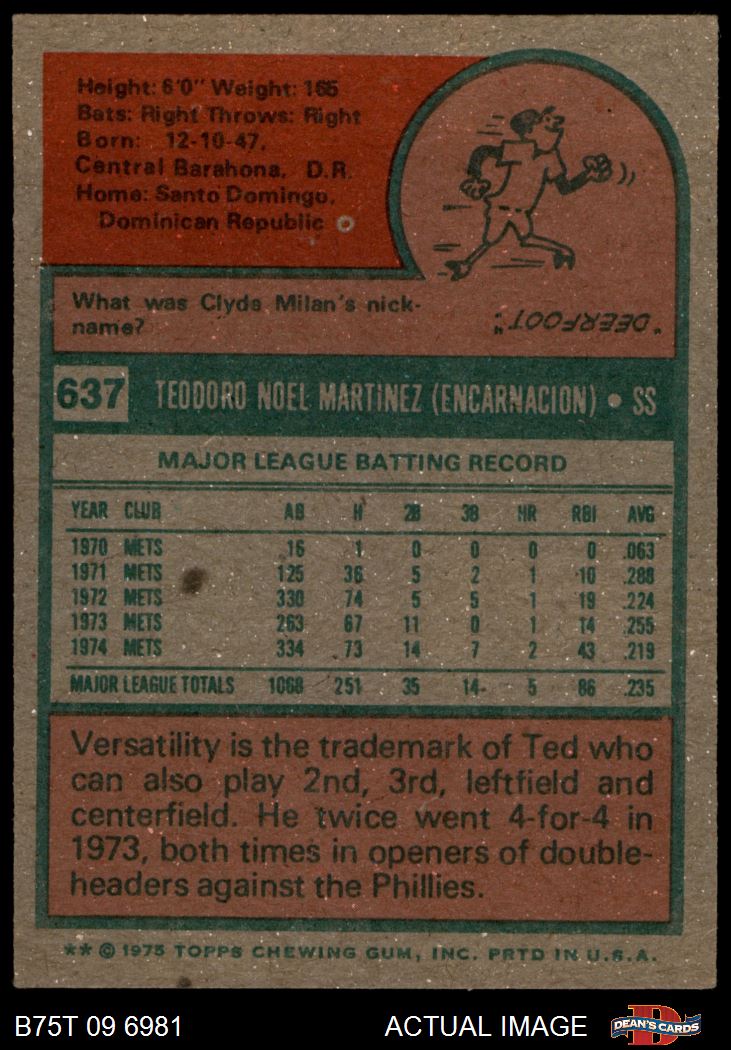 Height: 6'0" Weight: 165
Bats: Right Throws: Right
Born: 12-10-47,
Central Barahona, D.R.
Home: Santo Domingo,
Dominican Republic
What was Clyde Milan's nick-
name?
"DEERFOOT."
637 TEODORO NOEL MARTINEZ (ENCARNACION) • SS
MAJOR LEAGUE BATTING RECORD
YEAR CLUB AB H 2B 3B HR RBI AVG
1970 METS 16 1 0 0 0 0 .063
1971 METS 125 36 5 2 1 10 .288
1972 METS 330 74 5 5 1 19 .224
1973 METS 263 67 11 0 1 14 .255
1974 METS 334 73 14 7 2 43 .219
MAJOR LEAGUE TOTALS 1068 251 35 14 5 86 .235
Versatility is the trademark of Ted who
can also play 2nd, 3rd, leftfield and
centerfield. He twice went 4-for-4 in
1973, both times in openers of double-
headers against the Phillies.
** © 1975 TOPPS CHEWING GUM, INC. PRTD IN U.S.A.
B75T 09 6981 ACTUAL IMAGE
D
DEAN'S CARDS